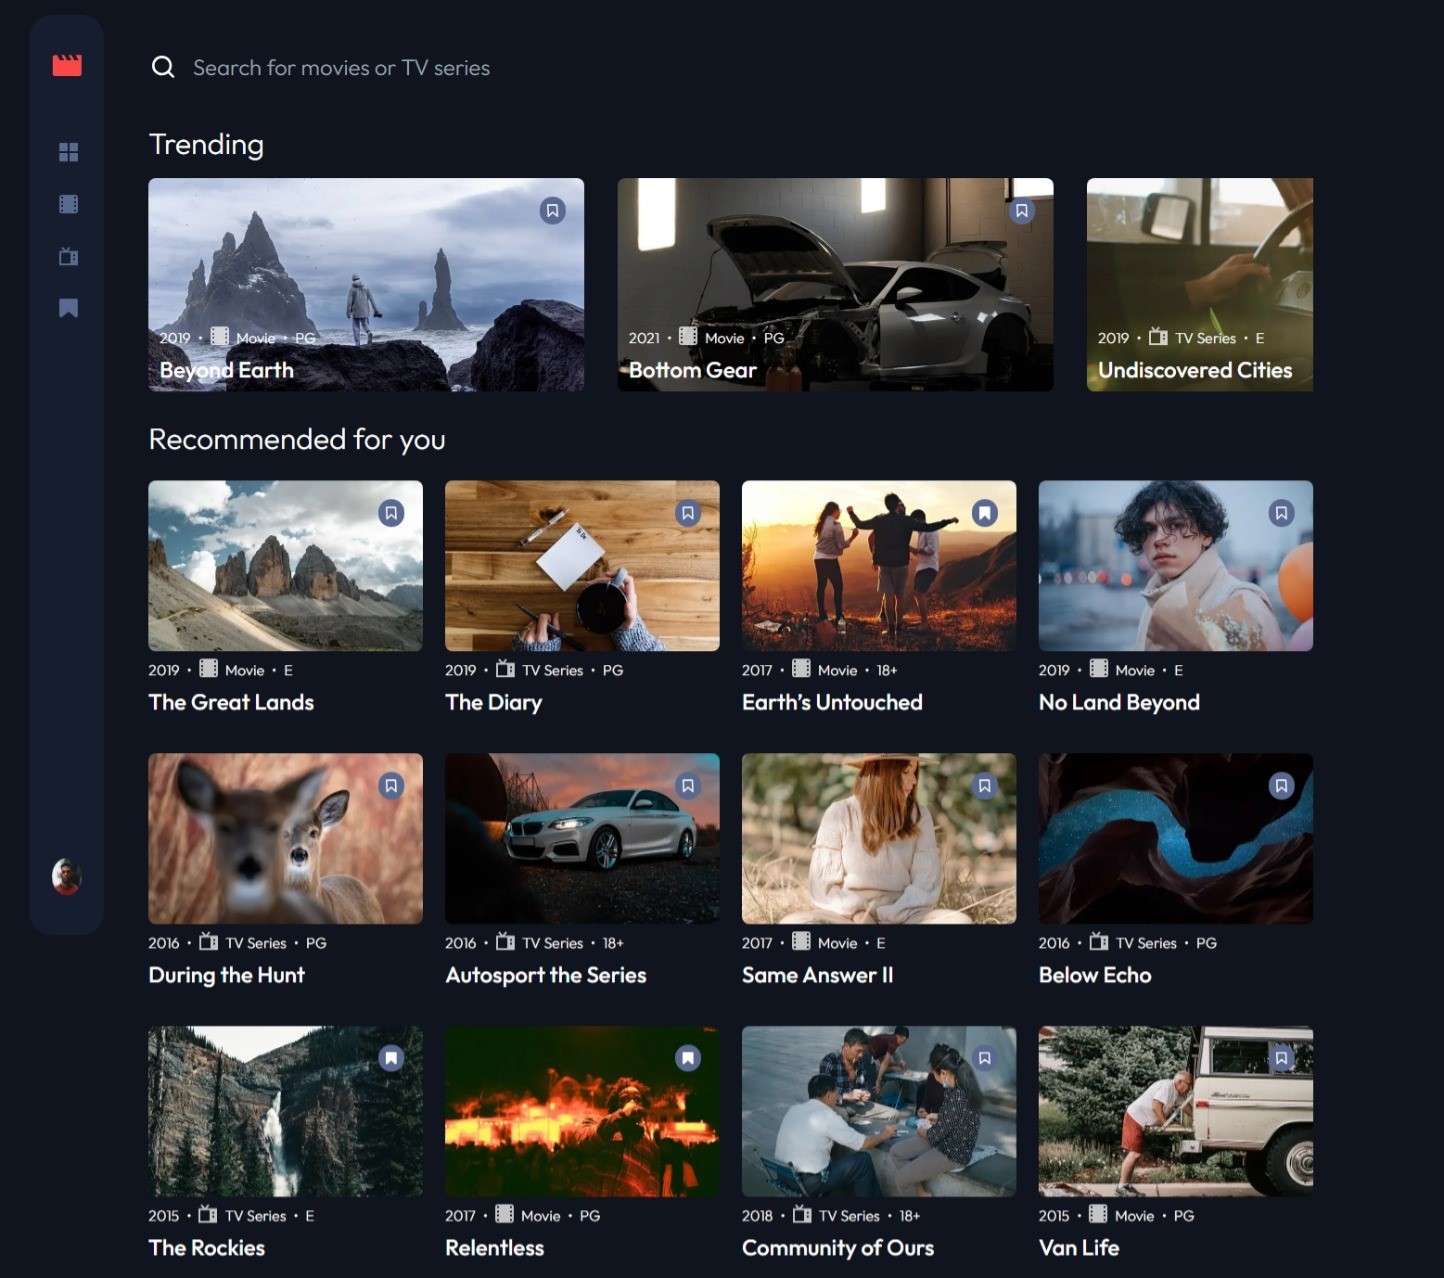 Search for movies or TV series
Trending
2019 • Movie • PG
Beyond Earth
2021 • Movie • PG
Bottom Gear
2019 • TV Series • E
Undiscovered Cities
Recommended for you
2019 • Movie • E
The Great Lands
2019 • TV Series • PG
The Diary
2017 • Movie • 18+
Earth’s Untouched
2019 • Movie • E
No Land Beyond
2016 • TV Series • PG
During the Hunt
2016 • TV Series • 18+
Autosport the Series
2017 • Movie • E
Same Answer II
2016 • TV Series • PG
Below Echo
2015 • TV Series • E
The Rockies
2017 • Movie • PG
Relentless
2018 • TV Series • 18+
Community of Ours
2015 • Movie • PG
Van Life